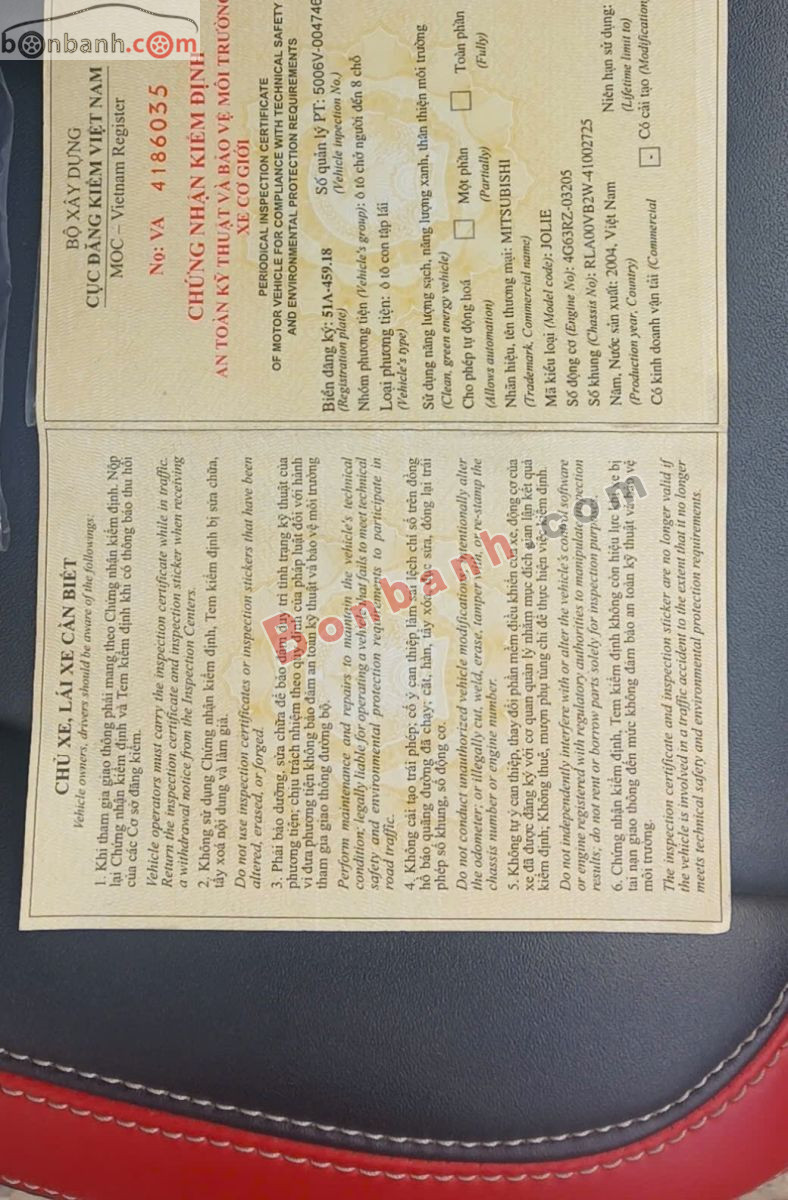 bonbanh.com
CHỦ XE, LÁI XE CẦN BIẾT
Vehicle owners, drivers should be aware of the followings:
1. Khi tham gia giao thông phải mang theo Chứng nhận kiểm định. Nộp
lại Chứng nhận kiểm định và Tem kiểm định khi có thông báo thu hồi
của các Cơ sở đăng kiểm.
Vehicle operators must carry the inspection certificate while in traffic.
Return the inspection certificate and inspection sticker when receiving
a withdrawal notice from the Inspection Centers.
2. Không sử dụng Chứng nhận kiểm định, Tem kiểm định bị sửa chữa,
tẩy xoá nội dung và làm giả.
Do not use inspection certificates or inspection stickers that have been
altered, erased, or forged.
3. Phải bảo dưỡng, sửa chữa để bảo đảm duy trì tình trạng kỹ thuật của
phương tiện; chịu trách nhiệm theo quy định của pháp luật đối với hành
vi đưa phương tiện không bảo đảm an toàn kỹ thuật và bảo vệ môi trường
tham gia giao thông đường bộ.
Perform maintenance and repairs to maintain the vehicle's technical
condition; legally liable for operating a vehicle that fails to meet technical
safety and environmental protection requirements to participate in
road traffic.
4. Không cải tạo trái phép; cố ý can thiệp làm sai lệch chỉ số trên đồng
hồ báo quãng đường đã chạy; cắt, hàn, tẩy xóa, đục sửa, đóng lại trái
phép số khung, số động cơ.
Do not conduct unauthorized vehicle modifications; intentionally alter
the odometer; or illegally cut, weld, erase, tamper with, or re-stamp the
chassis number or engine number.
5. Không tự ý can thiệp, thay đổi phần mềm điều khiển của xe, động cơ của
xe đã được đăng ký với cơ quan quản lý nhằm mục đích gian lận kết quả
kiểm định; Không thuê, mượn phụ tùng chỉ để thực hiện việc kiểm định.
Do not independently interfere with or alter the vehicle's control software
or engine registered with regulatory authorities to manipulate inspection
results; do not rent or borrow parts solely for inspection purposes.
6. Chứng nhận kiểm định, Tem kiểm định không còn hiệu lực khi xe bị
tai nạn giao thông đến mức không đảm bảo an toàn kỹ thuật và bảo vệ
môi trường.
The inspection certificate and inspection sticker are no longer valid if
the vehicle is involved in a traffic accident to the extent that it no longer
meets technical safety and environmental protection requirements.
BỘ XÂY DỰNG
CỤC ĐĂNG KIỂM VIỆT NAM
MOC – Vietnam Register
Nọ: VA 4186035
CHỨNG NHẬN KIỂM ĐỊNH
AN TOÀN KỸ THUẬT VÀ BẢO VỆ MÔI TRƯỜNG
XE CƠ GIỚI
PERIODICAL INSPECTION CERTIFICATE
OF MOTOR VEHICLE FOR COMPLIANCE WITH TECHNICAL SAFETY
AND ENVIRONMENTAL PROTECTION REQUIREMENTS
Biển đăng ký: 51A-459.18 Số quản lý PT: 5006V-004746
(Registration plate) (Vehicle inpection No.)
Nhóm phương tiện (Vehicle's group): ô tô chở người đến 8 chỗ
Loại phương tiện: ô tô con tập lái
(Vehicle's type)
Sử dụng năng lượng sạch, năng lượng xanh, thân thiện môi trường
(Clean, green energy vehicle)
Cho phép tự động hoá Một phần Toàn phần
(Allows automation) (Partially) (Fully)
Nhãn hiệu, tên thương mại: MITSUBISHI
(Trademark, Commercial name)
Mã kiểu loại (Model code): JOLIE
Số động cơ (Engine No): 4G63RZ-03205
Số khung (Chassis No): RLA00VB2W-41002725
Năm, Nước sản xuất: 2004, Việt Nam Niên hạn sử dụng:
(Production year, Country) (Lifetime limit to)
Có kinh doanh vận tải (Commercial - Có cải tạo (Modification
Bonbanh.com